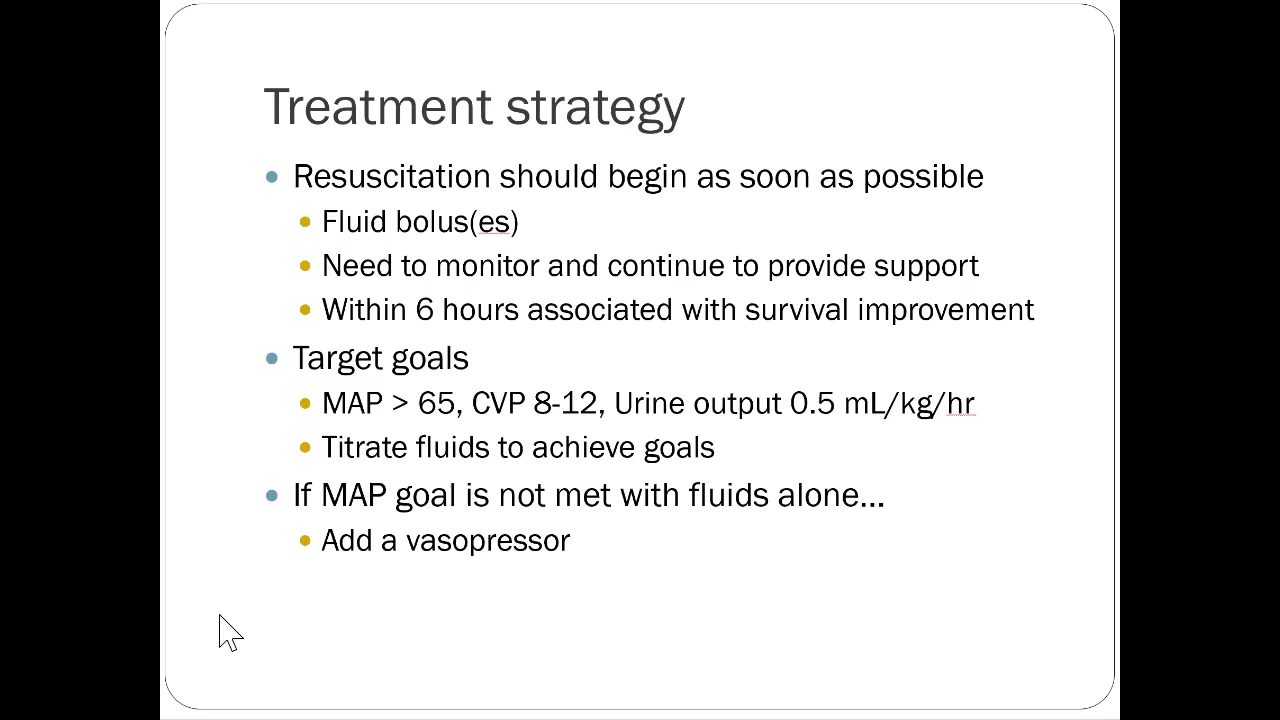 Treatment strategy
Resuscitation should begin as soon as possible
Fluid bolus(es)
Need to monitor and continue to provide support
Within 6 hours associated with survival improvement
Target goals
MAP > 65, CVP 8-12, Urine output 0.5 mL/kg/hr
Titrate fluids to achieve goals
If MAP goal is not met with fluids alone...
Add a vasopressor